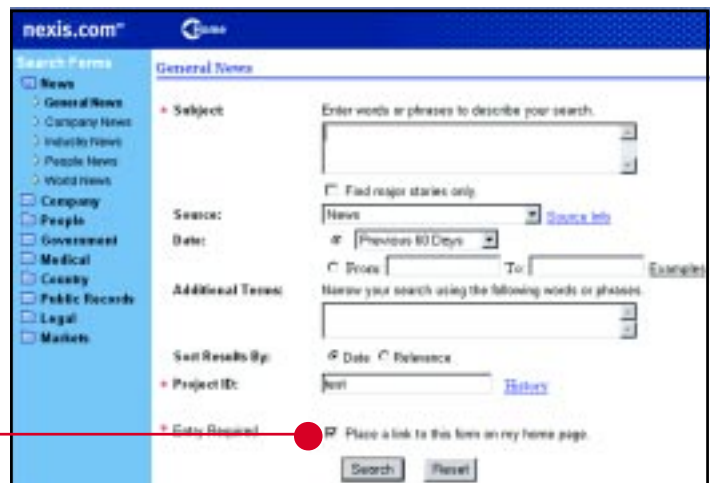 nexis.com™ Home
Search Forms
News
General News
Company News
Industry News
People News
World News
Company
People
Government
Medical
Country
Public Records
Legal
Markets
General News
* Subject: Enter words or phrases to describe your search.
Find major stories only.
Source: News Source Info
Date: Previous 60 Days
From To: Examples
Additional Terms: Narrow your search using the following words or phrases.
Sort Results By: Date Relevance
* Project ID: test History
* Entry Required Place a link to this form on my home page.
Search Reset